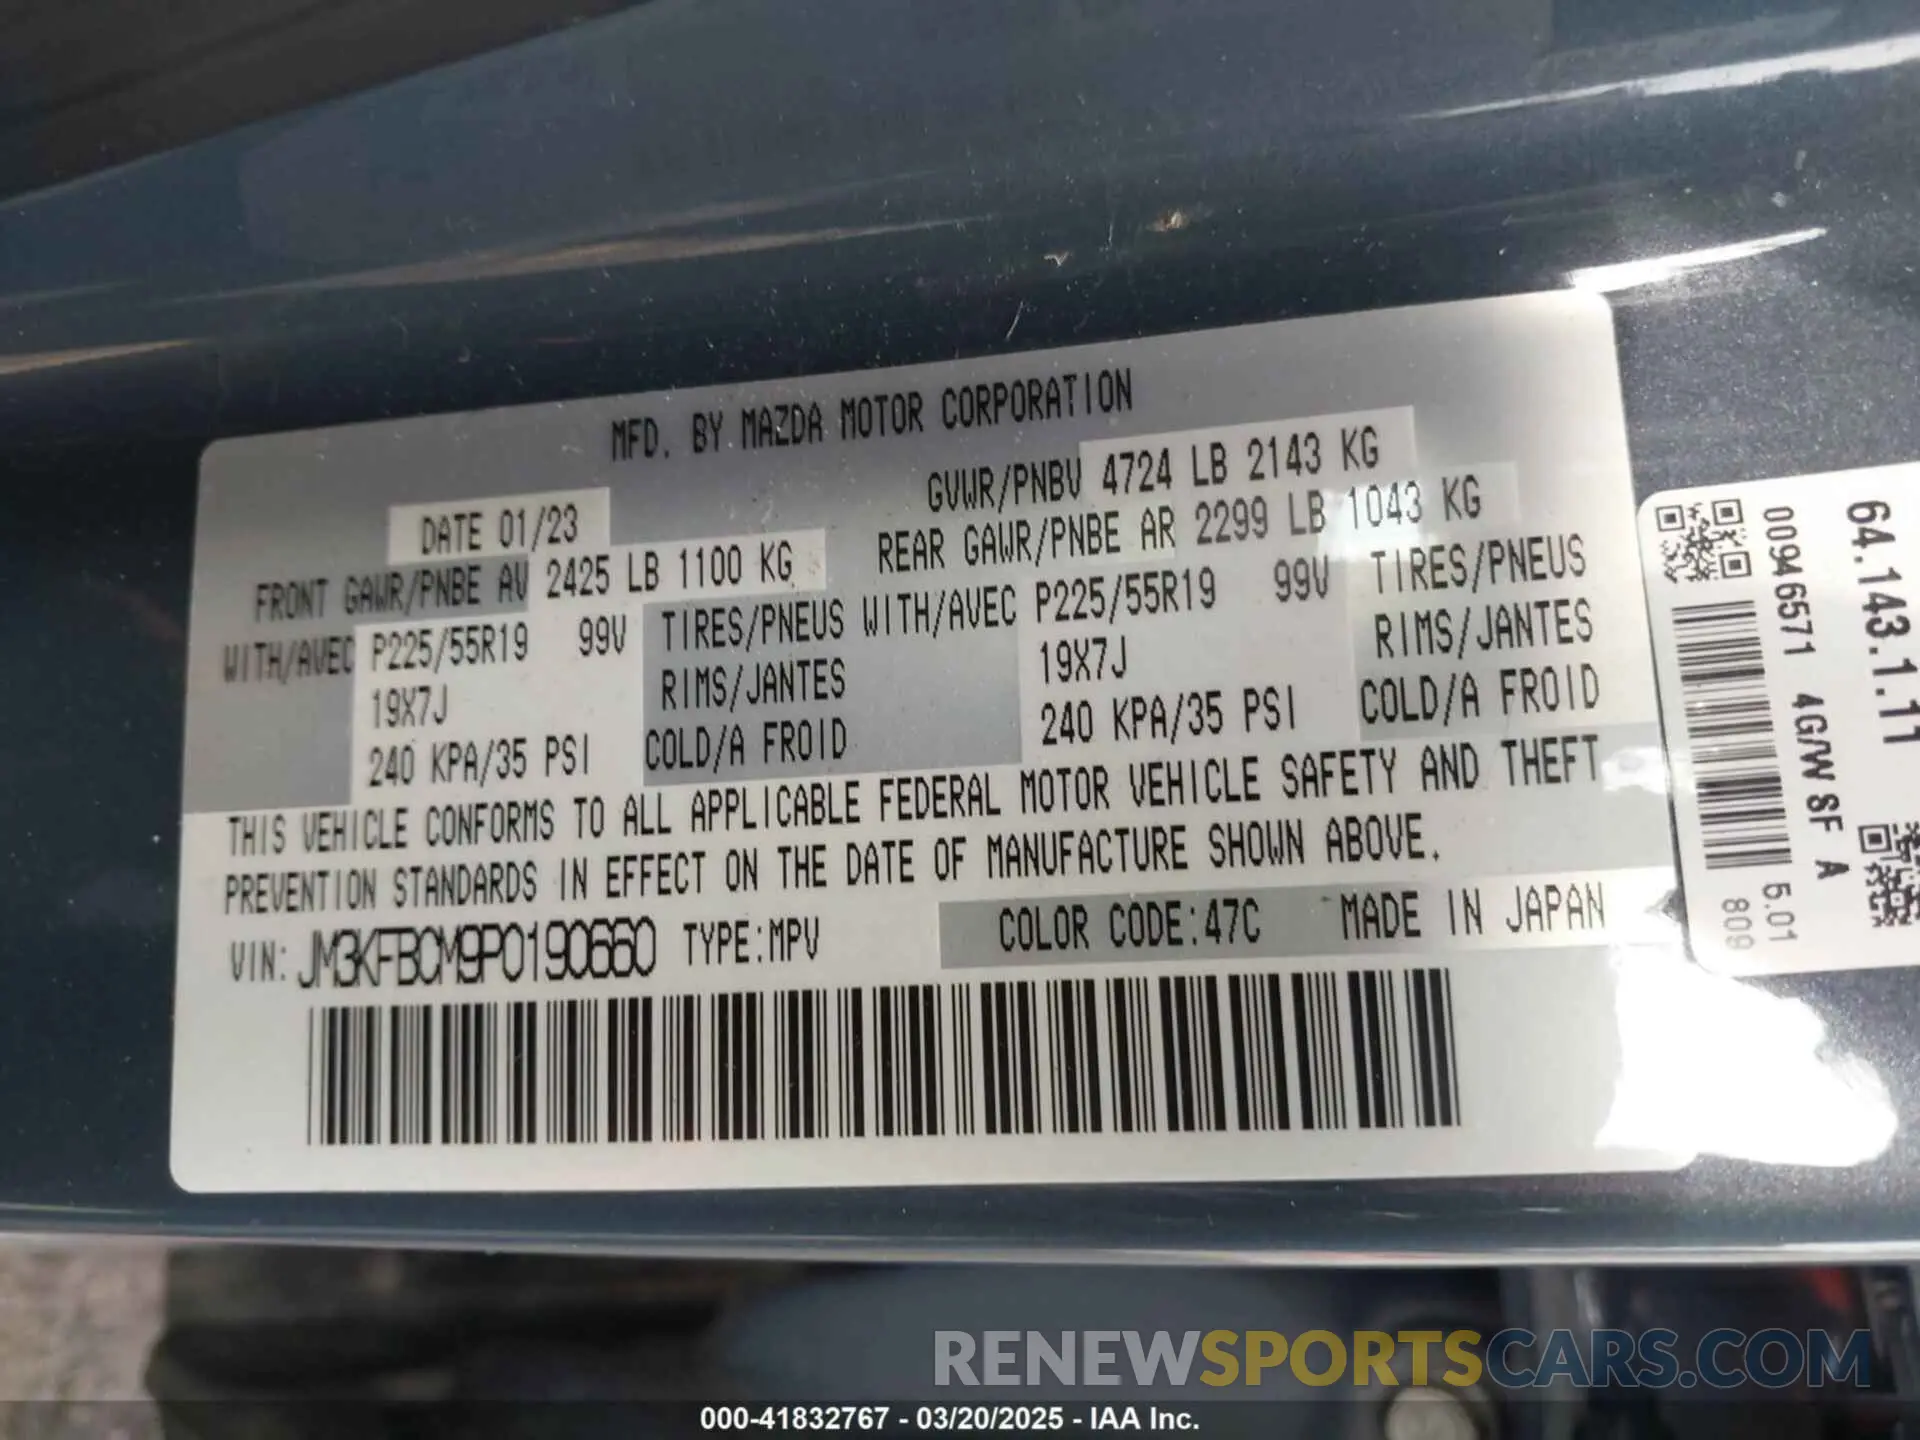 MFD. BY MAZDA MOTOR CORPORATION
DATE 01/23
GVWR/PNBV 4724 LB 2143 KG
FRONT GAWR/PNBE AV 2425 LB 1100 KG
REAR GAWR/PNBE AR 2299 LB 1043 KG
WITH/AVEC P225/55R19 99V TIRES/PNEUS WITH/AVEC P225/55R19 99V TIRES/PNEUS
19X7J RIMS/JANTES 19X7J RIMS/JANTES
240 KPA/35 PSI COLD/A FROID 240 KPA/35 PSI COLD/A FROID
THIS VEHICLE CONFORMS TO ALL APPLICABLE FEDERAL MOTOR VEHICLE SAFETY AND THEFT
PREVENTION STANDARDS IN EFFECT ON THE DATE OF MANUFACTURE SHOWN ABOVE.
VIN: JM3KFBCM9P0190660 TYPE:MPV COLOR CODE:47C MADE IN JAPAN
64.143.1.11
00946571 4G/W SF A
5.01
809
RENEWSPORTSCARS.COM
000-41832767 - 03/20/2025 - IAA Inc.